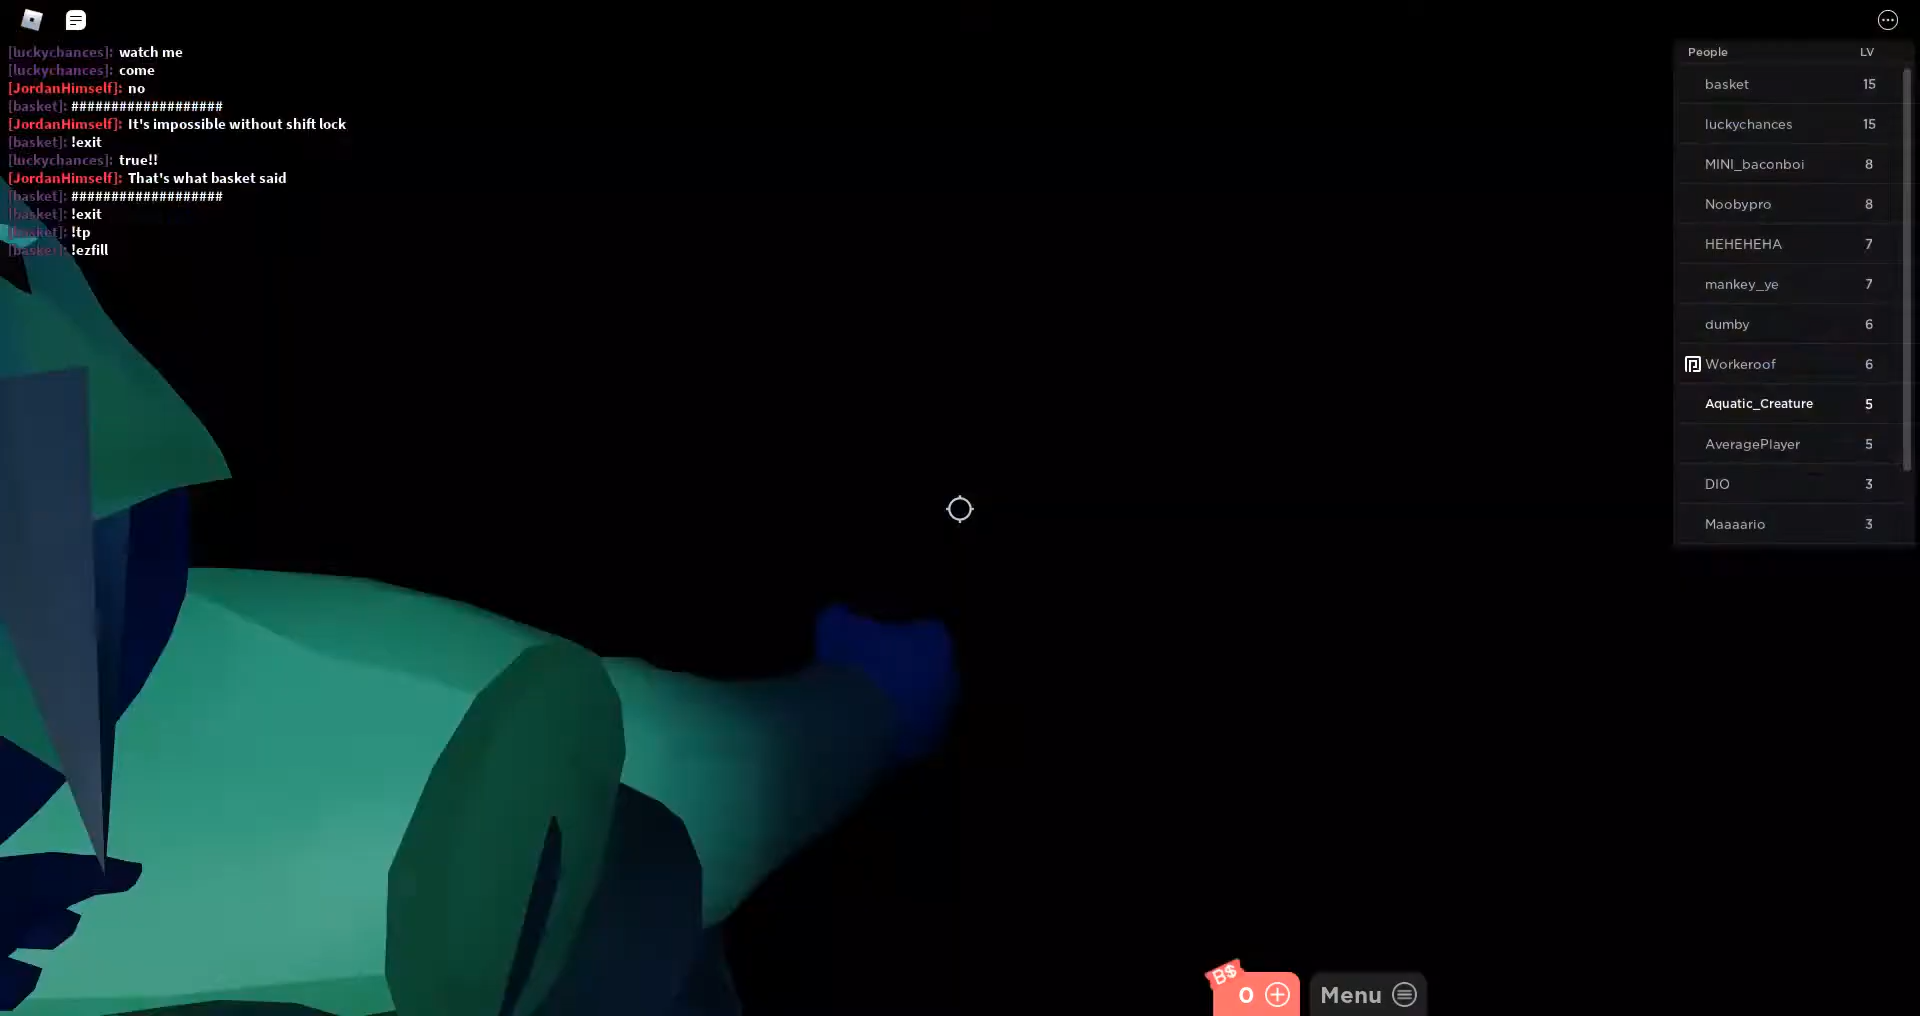 [luckychances]: watch me
[luckychances]: come
[JordanHimself]: no
[basket]: ###################
[JordanHimself]: It's impossible without shift lock
[basket]: !exit
[luckychances]: true!!
[JordanHimself]: That's what basket said
[basket]: ###################
[basket]: !exit
[basket]: !tp
[basket]: !ezfill
People LV
basket 15
luckychances 15
MINI_baconboi 8
Noobypro 8
HEHEHEHA 7
mankey_ye 7
dumby 6
Workeroof 6
Aquatic_Creature 5
AveragePlayer 5
DIO 3
Maaaario 3
B$
0
Menu